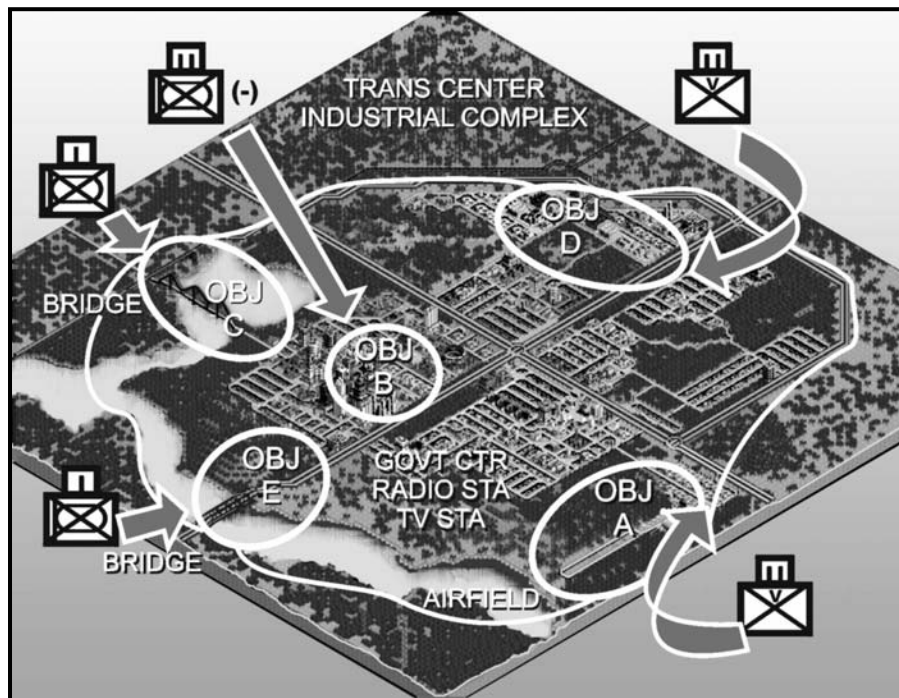 (-)
TRANS CENTER
INDUSTRIAL COMPLEX
V
OBJ
D
BRIDGE
OBJ
C
OBJ
B
OBJ
E
GOVT CTR
RADIO STA
TV STA
OBJ
A
BRIDGE
AIRFIELD
V